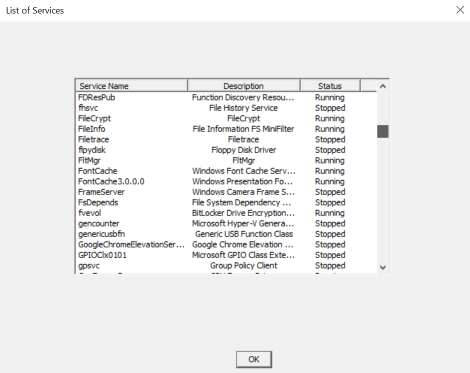 List of Services
Service Name Description Status
FDResPub Function Discovery Resou... Running
fhsvc File History Service Stopped
FileCrypt FileCrypt Running
FileInfo File Information FS MiniFilter Running
Filetrace Filetrace Stopped
flpydisk Floppy Disk Driver Stopped
FltMgr FltMgr Running
FontCache Windows Font Cache Serv... Running
FontCache3.0.0.0 Windows Presentation Fo... Running
FrameServer Windows Camera Frame S... Stopped
FsDepends File System Dependency ... Stopped
fvevol BitLocker Drive Encryption... Running
gencounter Microsoft Hyper-V Genera... Stopped
genericusbfn Generic USB Function Class Stopped
GoogleChromeElevationSer... Google Chrome Elevation ... Stopped
GPIOClx0101 Microsoft GPIO Class Exte... Stopped
gpsvc Group Policy Client Stopped
OK